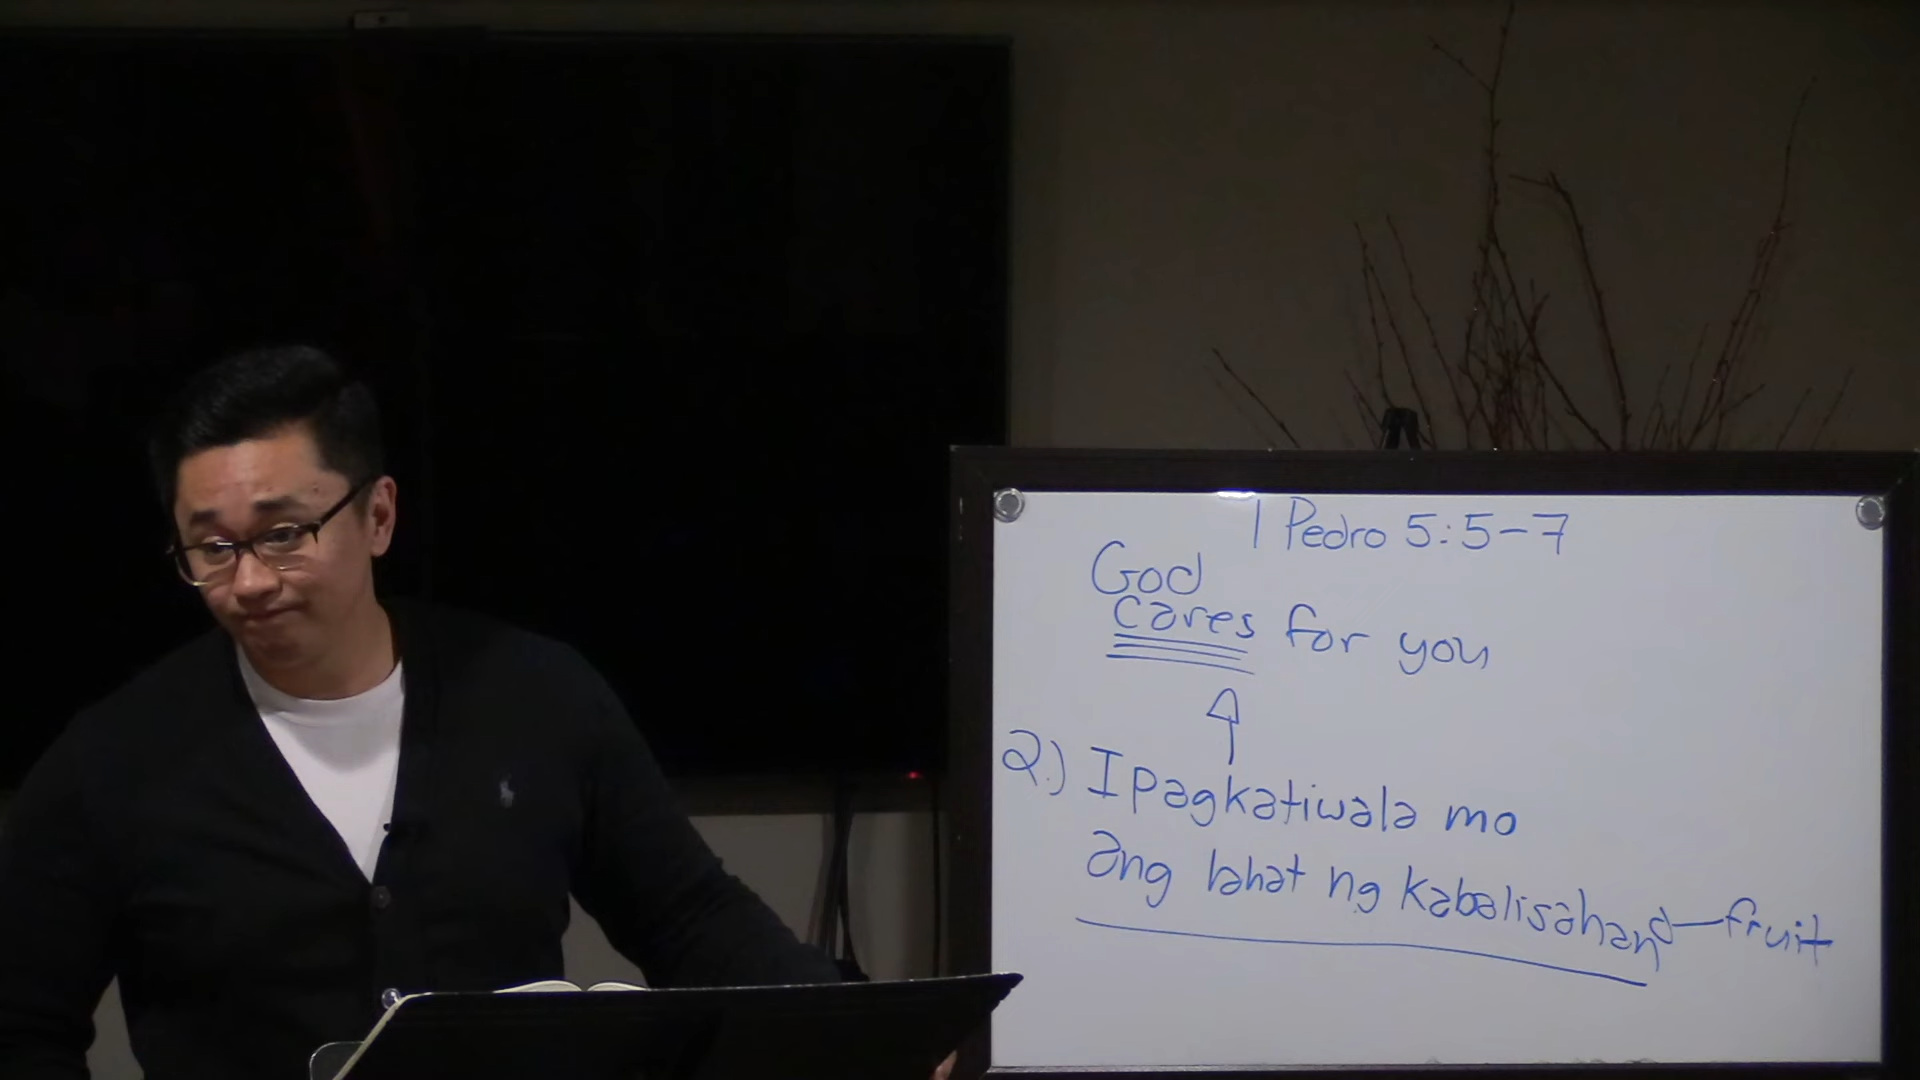 1 Pedro 5:5-7
God
cares for you
2.) Ipagkatiwala mo
ang lahat ng kabalisahan - fruit